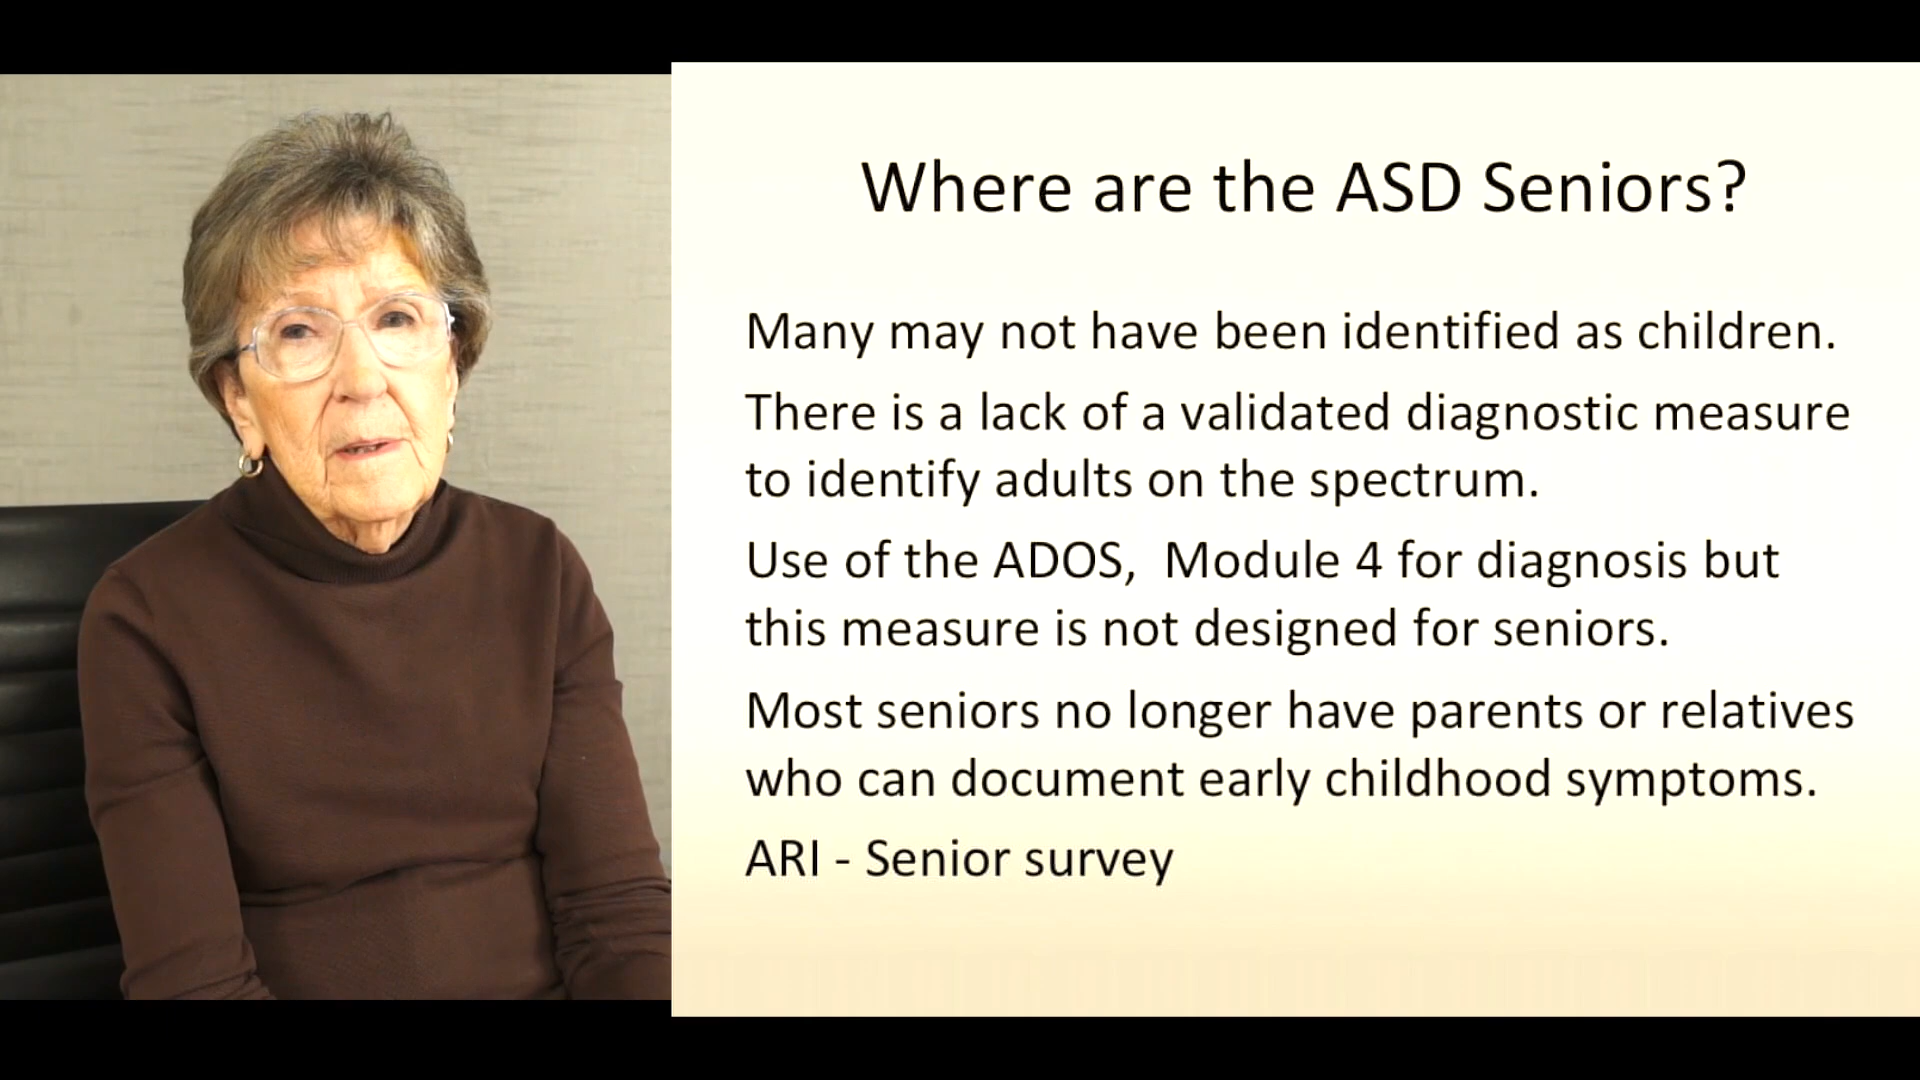 Where are the ASD Seniors?
Many may not have been identified as children.
There is a lack of a validated diagnostic measure
to identify adults on the spectrum.
Use of the ADOS,  Module 4 for diagnosis but
this measure is not designed for seniors.
Most seniors no longer have parents or relatives
who can document early childhood symptoms.
ARI - Senior survey